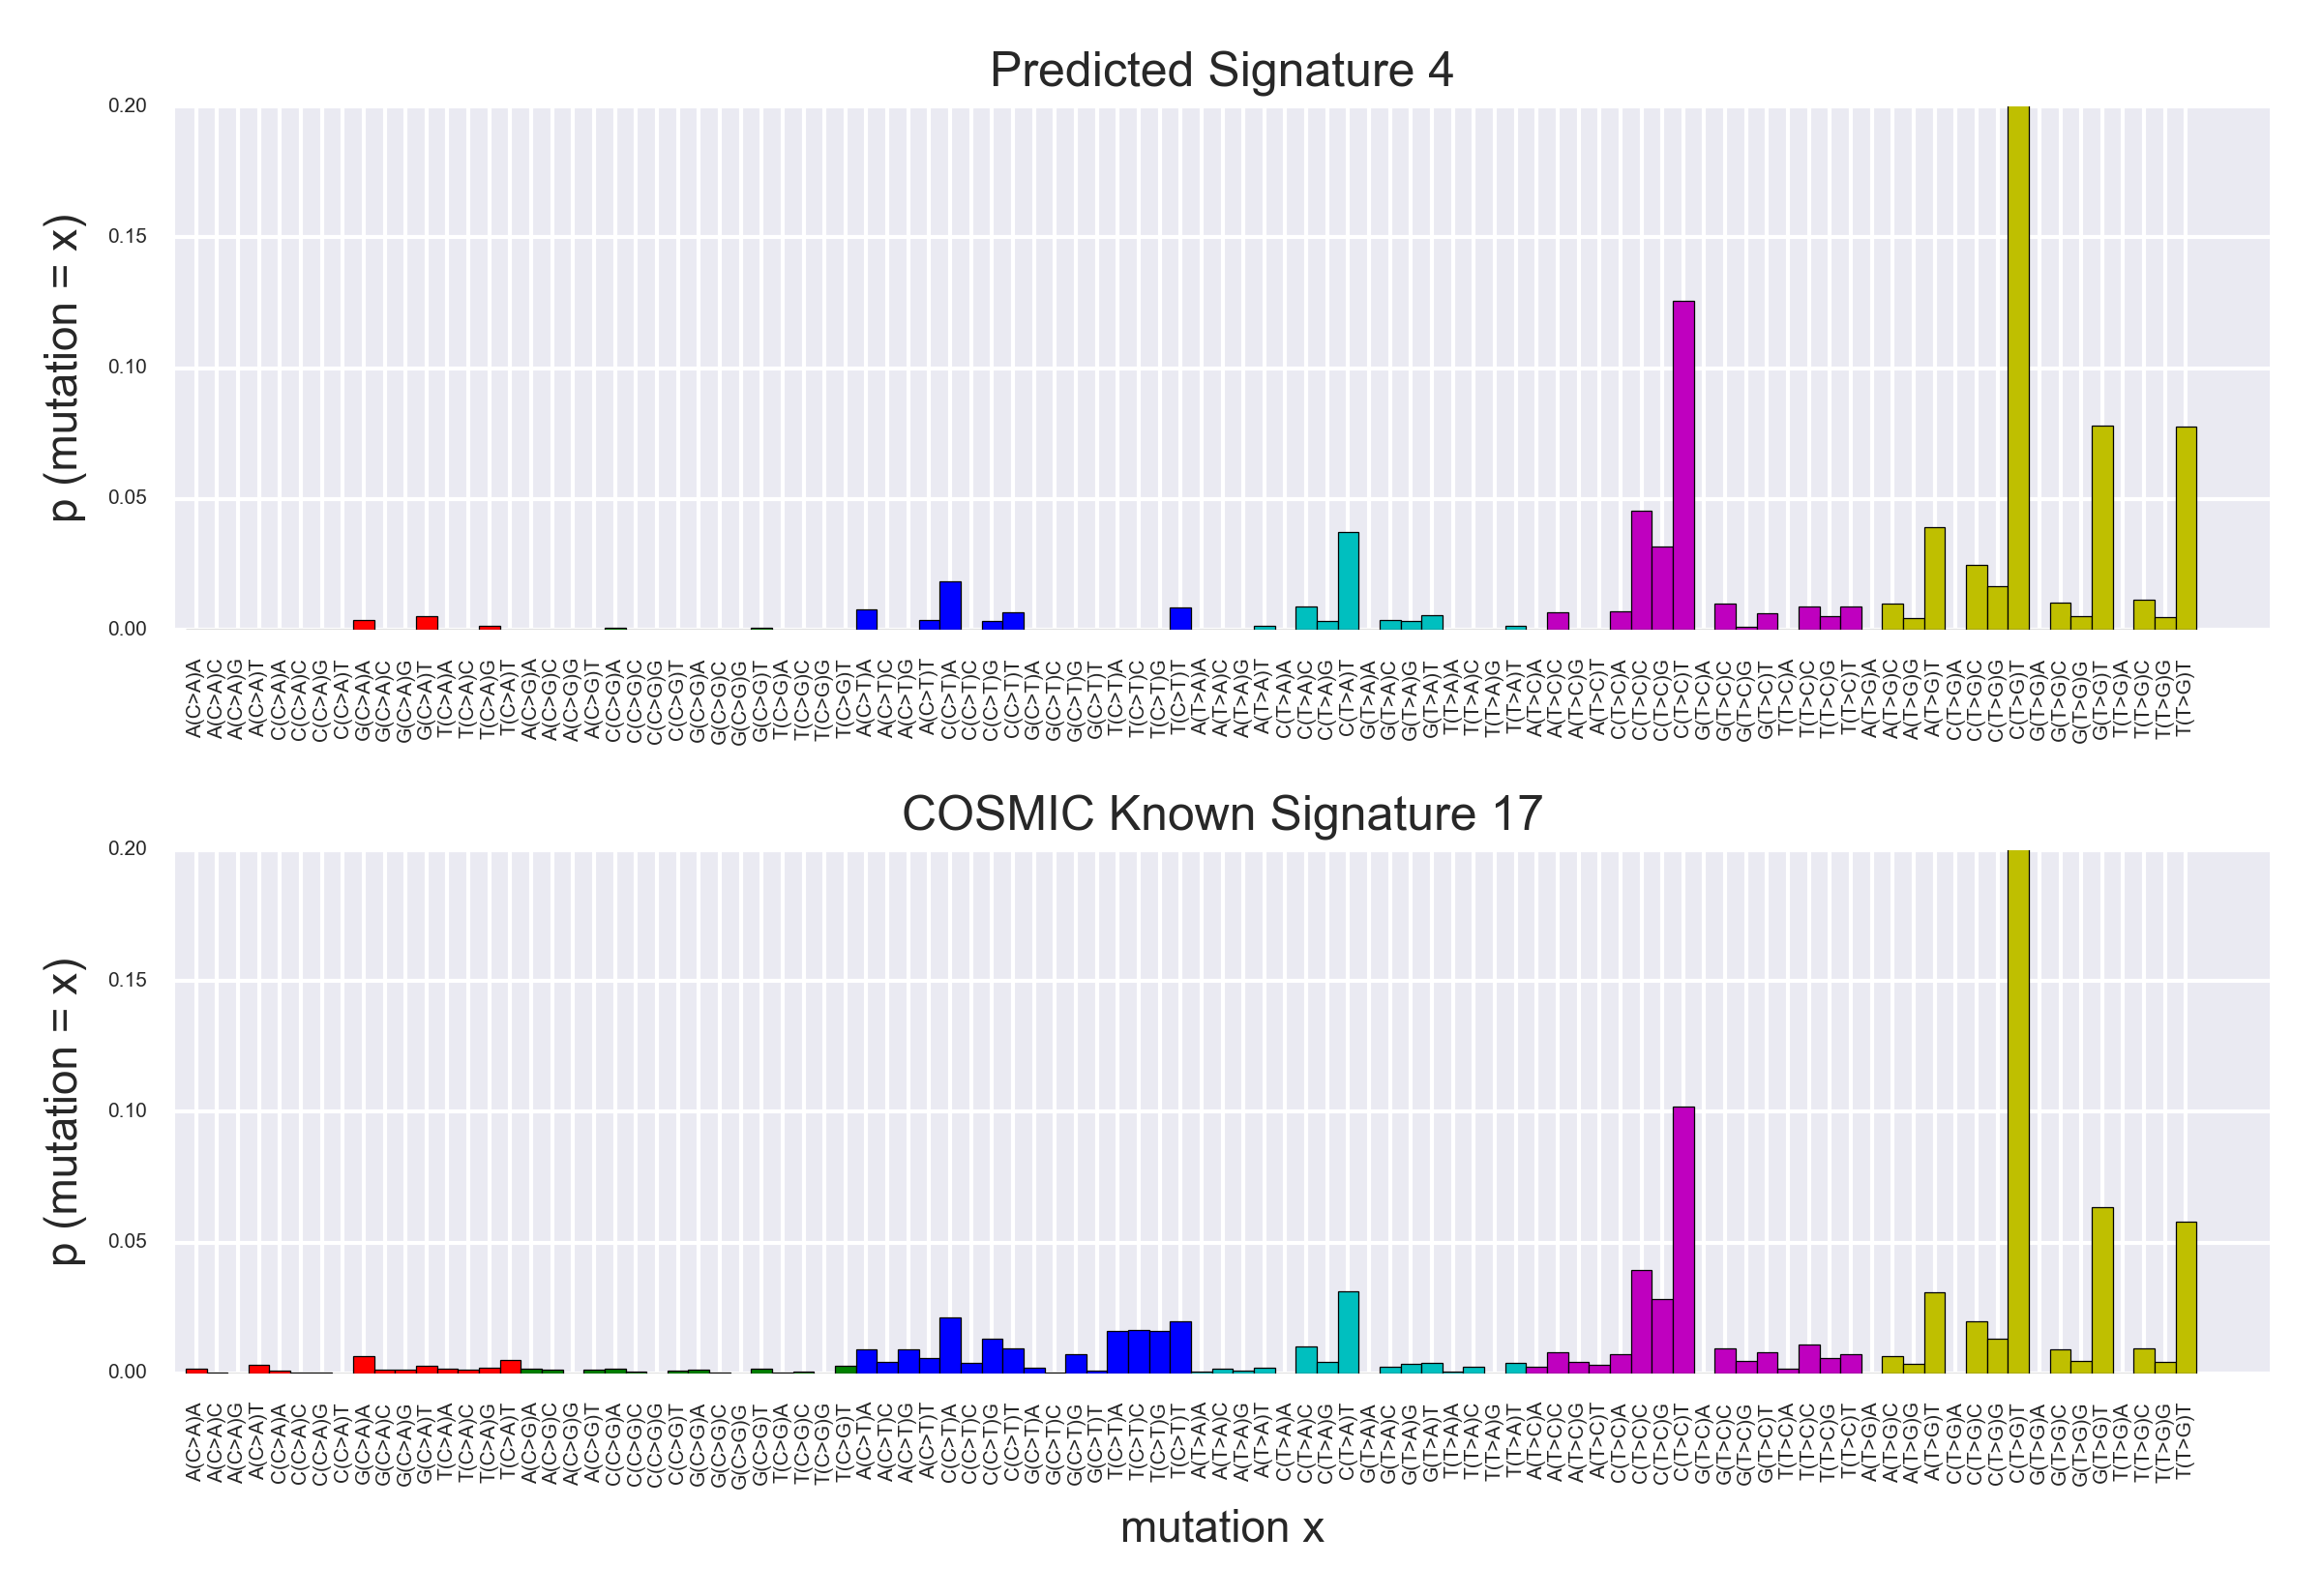 Predicted Signature 4
p (mutation = x)
0.20
0.15
0.10
0.05
0.00
A(C>A)A A(C>A)C A(C>A)G A(C>A)T C(C>A)A C(C>A)C C(C>A)G C(C>A)T G(C>A)A G(C>A)C G(C>A)G G(C>A)T T(C>A)A T(C>A)C T(C>A)G T(C>A)T A(C>G)A A(C>G)C A(C>G)G A(C>G)T C(C>G)A C(C>G)C C(C>G)G C(C>G)T G(C>G)A G(C>G)C G(C>G)G G(C>G)T T(C>G)A T(C>G)C T(C>G)G T(C>G)T A(C>T)A A(C>T)C A(C>T)G A(C>T)T C(C>T)A C(C>T)C C(C>T)G C(C>T)T G(C>T)A G(C>T)C G(C>T)G G(C>T)T T(C>T)A T(C>T)C T(C>T)G T(C>T)T A(T>A)A A(T>A)C A(T>A)G A(T>A)T C(T>A)A C(T>A)C C(T>A)G C(T>A)T G(T>A)A G(T>A)C G(T>A)G G(T>A)T T(T>A)A T(T>A)C T(T>A)G T(T>A)T A(T>C)A A(T>C)C A(T>C)G A(T>C)T C(T>C)A C(T>C)C C(T>C)G C(T>C)T G(T>C)A G(T>C)C G(T>C)G G(T>C)T T(T>C)A T(T>C)C T(T>C)G T(T>C)T A(T>G)A A(T>G)C A(T>G)G A(T>G)T C(T>G)A C(T>G)C C(T>G)G C(T>G)T G(T>G)A G(T>G)C G(T>G)G G(T>G)T T(T>G)A T(T>G)C T(T>G)G T(T>G)T
COSMIC Known Signature 17
p (mutation = x)
0.20
0.15
0.10
0.05
0.00
A(C>A)A A(C>A)C A(C>A)G A(C>A)T C(C>A)A C(C>A)C C(C>A)G C(C>A)T G(C>A)A G(C>A)C G(C>A)G G(C>A)T T(C>A)A T(C>A)C T(C>A)G T(C>A)T A(C>G)A A(C>G)C A(C>G)G A(C>G)T C(C>G)A C(C>G)C C(C>G)G C(C>G)T G(C>G)A G(C>G)C G(C>G)G G(C>G)T T(C>G)A T(C>G)C T(C>G)G T(C>G)T A(C>T)A A(C>T)C A(C>T)G A(C>T)T C(C>T)A C(C>T)C C(C>T)G C(C>T)T G(C>T)A G(C>T)C G(C>T)G G(C>T)T T(C>T)A T(C>T)C T(C>T)G T(C>T)T A(T>A)A A(T>A)C A(T>A)G A(T>A)T C(T>A)A C(T>A)C C(T>A)G C(T>A)T G(T>A)A G(T>A)C G(T>A)G G(T>A)T T(T>A)A T(T>A)C T(T>A)G T(T>A)T A(T>C)A A(T>C)C A(T>C)G A(T>C)T C(T>C)A C(T>C)C C(T>C)G C(T>C)T G(T>C)A G(T>C)C G(T>C)G G(T>C)T T(T>C)A T(T>C)C T(T>C)G T(T>C)T A(T>G)A A(T>G)C A(T>G)G A(T>G)T C(T>G)A C(T>G)C C(T>G)G C(T>G)T G(T>G)A G(T>G)C G(T>G)G G(T>G)T T(T>G)A T(T>G)C T(T>G)G T(T>G)T
mutation x